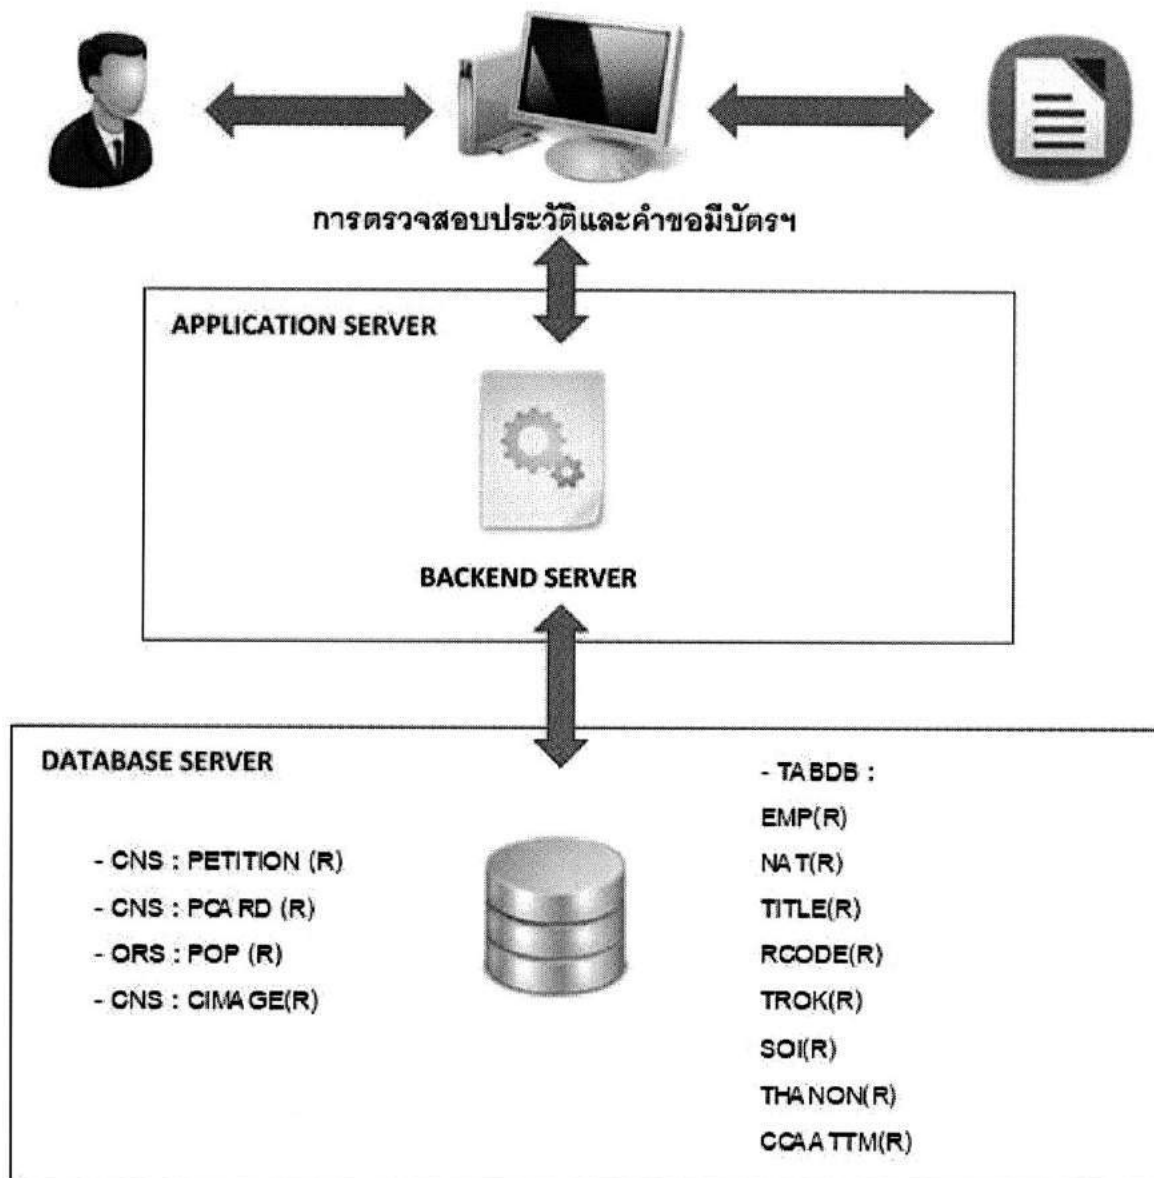 การตรวจสอบประวัติและคำขอมีบัตรฯ
APPLICATION SERVER
BACKEND SERVER
DATABASE SERVER
- CNS : PETITION (R)
- CNS : PCARD (R)
- ORS : POP (R)
- CNS : CIMAGE(R)
- TABDB :
EMP(R)
NAT(R)
TITLE(R)
RCODE(R)
TROK(R)
SOI(R)
THANON(R)
CCAATTM(R)